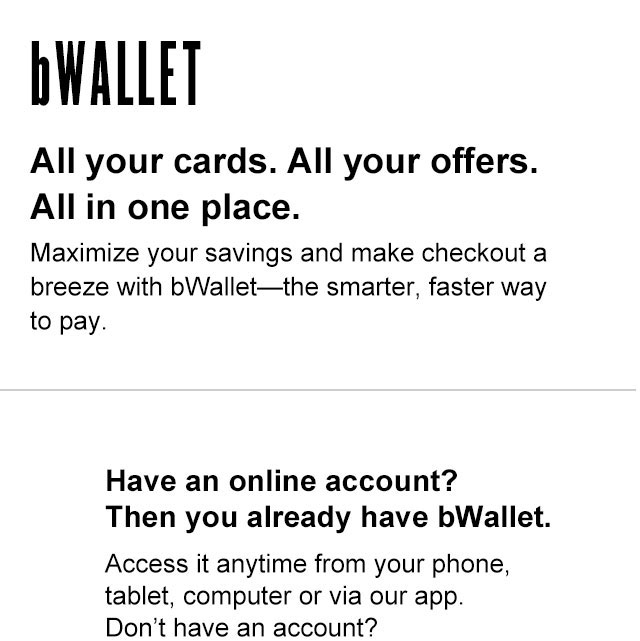 bWALLET
All your cards. All your offers.
All in one place.
Maximize your savings and make checkout a
breeze with bWallet—the smarter, faster way
to pay.
Have an online account?
Then you already have bWallet.
Access it anytime from your phone,
tablet, computer or via our app.
Don’t have an account?